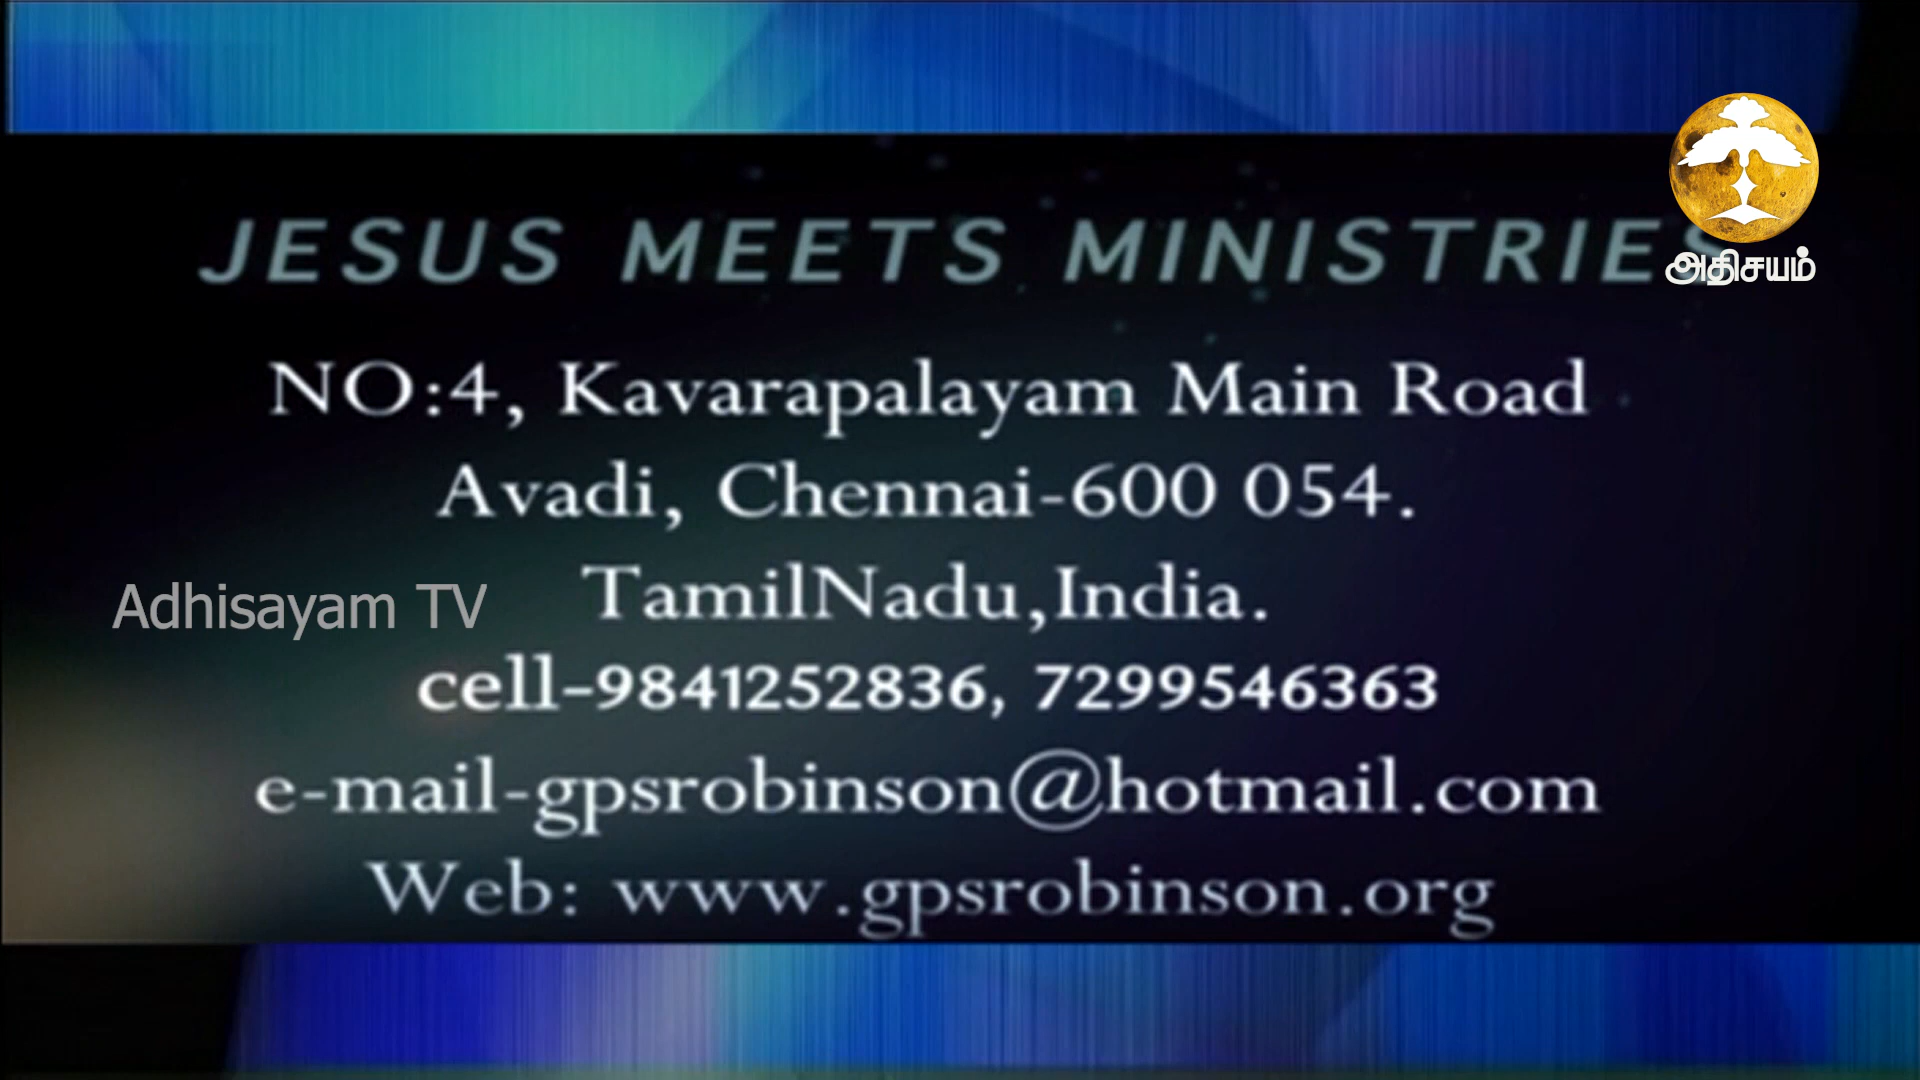 JESUS MEETS MINISTRIES
அதிசயம்
NO:4, Kavarapalayam Main Road
Avadi, Chennai-600 054.
Adhisayam TV
TamilNadu,India.
cell-9841252836, 7299546363
e-mail-gpsrobinson@hotmail.com
Web: www.gpsrobinson.org